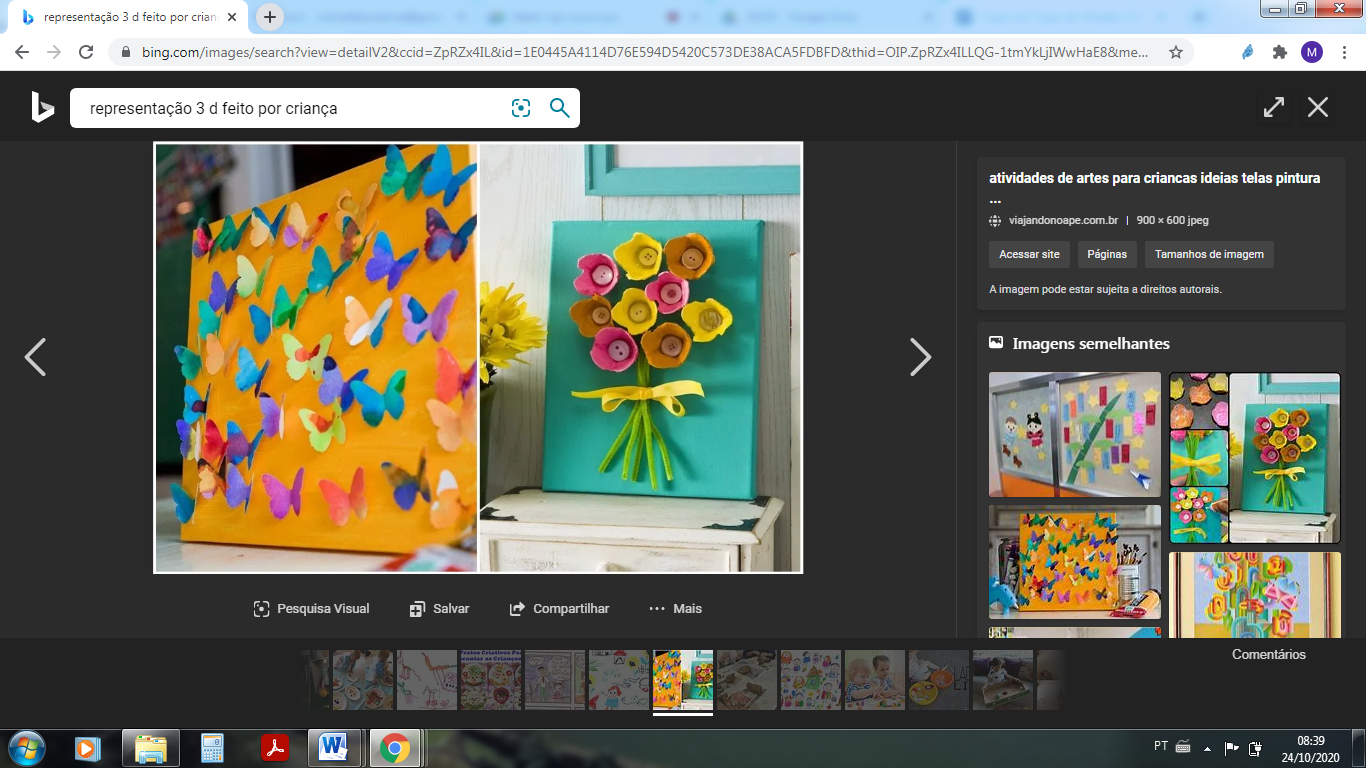 representação 3 d feito por crian
bing.com/images/search?view=detailV2&ccid=ZpRZx4IL&id=1E0445A4114D76E594D5420C573DE38ACA5FDBFD&thid=OIP.ZpRZx4ILLQG-1tmYkLjIWwHaE8&me...
M
representação 3 d feito por criança
atividades de artes para criancas ideias telas pintura
...
viajandonoape.com.br | 900 × 600 jpeg
Acessar site
Páginas
Tamanhos de imagem
A imagem pode estar sujeita a direitos autorais.
Imagens semelhantes
Pesquisa Visual
Salvar
Compartilhar
Mais
Comentários
PT
08:39
24/10/2020